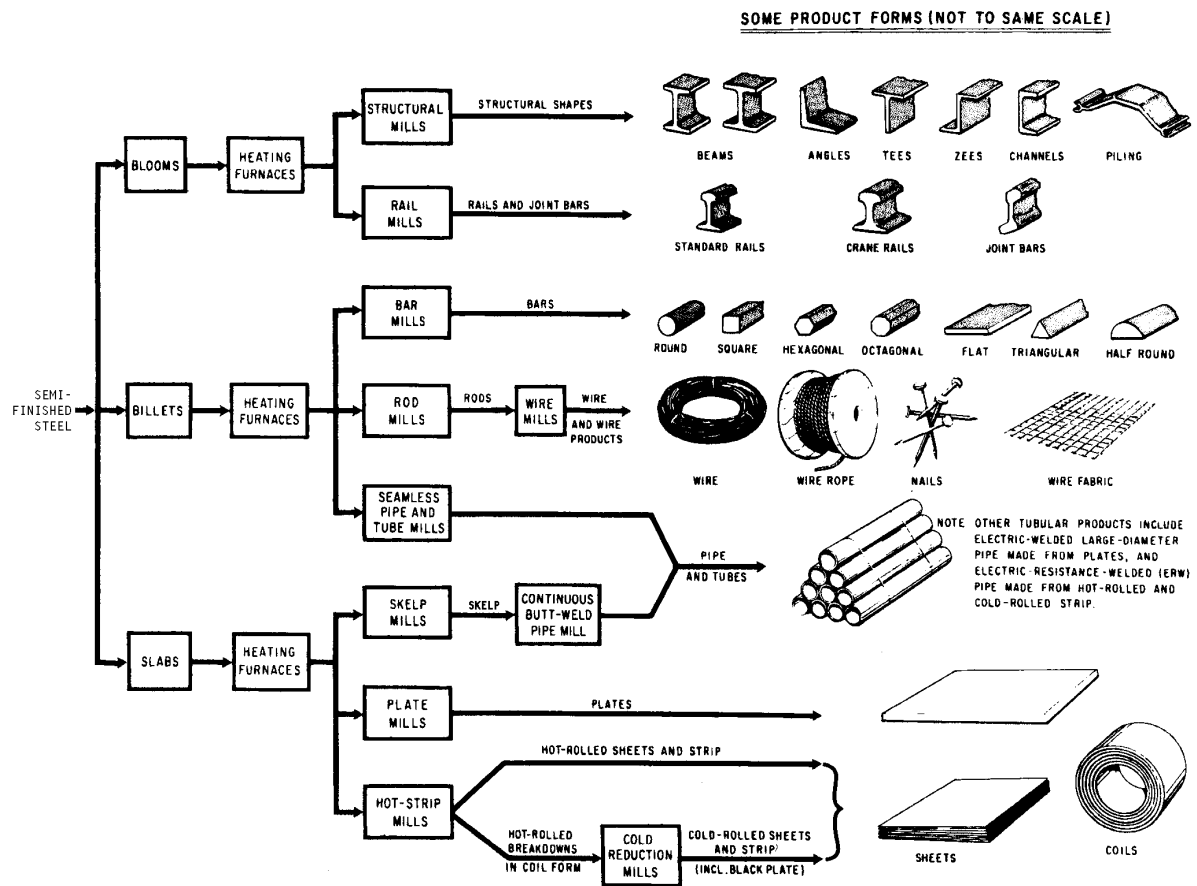 SOME PRODUCT FORMS (NOT TO SAME SCALE)
STRUCTURAL
MILLS
STRUCTURAL SHAPES
BEAMS
ANGLES
TEES
ZEES
CHANNELS
PILING
BLOOMS
HEATING
FURNACES
RAIL
MILLS
RAILS AND JOINT BARS
STANDARD RAILS
CRANE RAILS
JOINT BARS
BAR
MILLS
BARS
ROUND
SQUARE
HEXAGONAL
OCTAGONAL
FLAT
TRIANGULAR
HALF ROUND
SEMI-
FINISHED
STEEL
BILLETS
HEATING
FURNACES
ROD
MILLS
RODS
WIRE
MILLS
WIRE
AND WIRE
PRODUCTS
WIRE
WIRE ROPE
NAILS
WIRE FABRIC
SEAMLESS
PIPE AND
TUBE MILLS
PIPE
AND TUBES
NOTE OTHER TUBULAR PRODUCTS INCLUDE
ELECTRIC-WELDED LARGE-DIAMETER
PIPE MADE FROM PLATES, AND
ELECTRIC-RESISTANCE-WELDED (ERW)
PIPE MADE FROM HOT-ROLLED AND
COLD-ROLLED STRIP.
SKELP
MILLS
SKELP
CONTINUOUS
BUTT-WELD
PIPE MILL
SLABS
HEATING
FURNACES
PLATE
MILLS
PLATES
HOT-ROLLED SHEETS AND STRIP
HOT-STRIP
MILLS
HOT-ROLLED
BREAKDOWNS
IN COIL FORM
COLD
REDUCTION
MILLS
COLD-ROLLED SHEETS
AND STRIP
(INCL. BLACK PLATE)
SHEETS
COILS